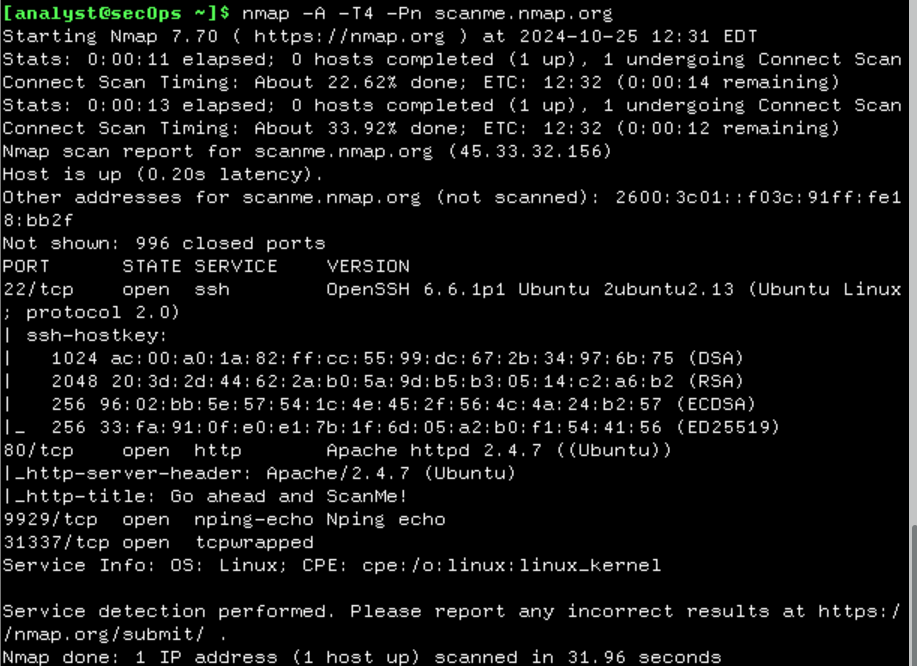 [analyst@secOps ~]$ nmap -A -T4 -Pn scanme.nmap.org
Starting Nmap 7.70 ( https://nmap.org ) at 2024-10-25 12:31 EDT
Stats: 0:00:11 elapsed; 0 hosts completed (1 up), 1 undergoing Connect Scan
Connect Scan Timing: About 22.62% done; ETC: 12:32 (0:00:14 remaining)
Stats: 0:00:13 elapsed; 0 hosts completed (1 up), 1 undergoing Connect Scan
Connect Scan Timing: About 33.92% done; ETC: 12:32 (0:00:12 remaining)
Nmap scan report for scanme.nmap.org (45.33.32.156)
Host is up (0.20s latency).
Other addresses for scanme.nmap.org (not scanned): 2600:3c01::f03c:91ff:fe1
8:bb2f
Not shown: 996 closed ports
PORT      STATE SERVICE    VERSION
22/tcp    open  ssh        OpenSSH 6.6.1p1 Ubuntu 2ubuntu2.13 (Ubuntu Linux
; protocol 2.0)
| ssh-hostkey:
|   1024 ac:00:a0:1a:82:ff:cc:55:99:dc:67:2b:34:97:6b:75 (DSA)
|   2048 20:3d:2d:44:62:2a:b0:5a:9d:b5:b3:05:14:c2:a6:b2 (RSA)
|   256 96:02:bb:5e:57:54:1c:4e:45:2f:56:4c:4a:24:b2:57 (ECDSA)
|_  256 33:fa:91:0f:e0:e1:7b:1f:6d:05:a2:b0:f1:54:41:56 (ED25519)
80/tcp    open  http       Apache httpd 2.4.7 ((Ubuntu))
|_http-server-header: Apache/2.4.7 (Ubuntu)
|_http-title: Go ahead and ScanMe!
9929/tcp  open  nping-echo Nping echo
31337/tcp open  tcpwrapped
Service Info: OS: Linux; CPE: cpe:/o:linux:linux_kernel

Service detection performed. Please report any incorrect results at https:/
/nmap.org/submit/ .
Nmap done: 1 IP address (1 host up) scanned in 31.96 seconds